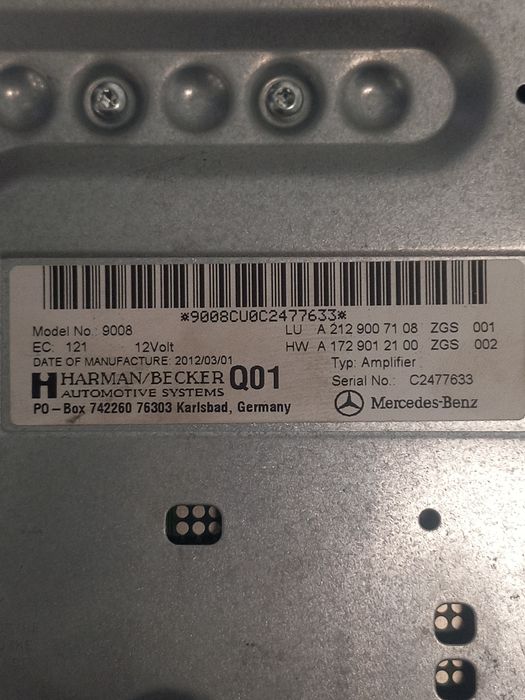 *9008CU0C2477633*
Model No.: 9008 LU A 212 900 71 08 ZGS 001
EC: 121 12Volt HW A 172 901 21 00 ZGS 002
DATE OF MANUFACTURE: 2012/03/01 Typ: Amplifier
HARMAN/BECKER Q01 Serial No.: C2477633
AUTOMOTIVE SYSTEMS
PO-Box 742260 76303 Karlsbad, Germany Mercedes-Benz